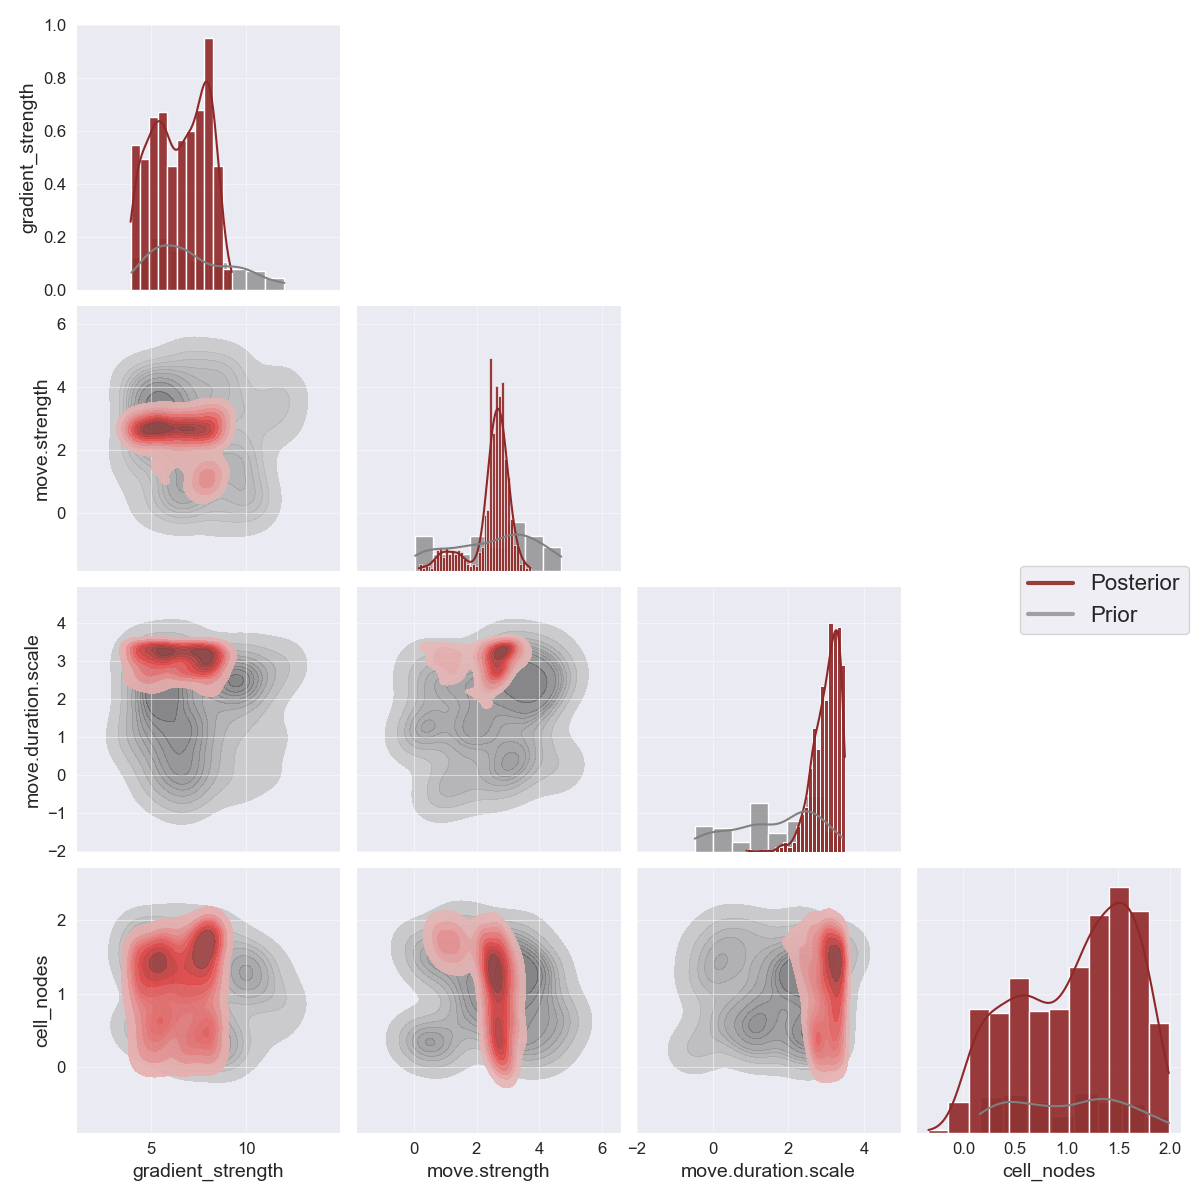 1.0
0.8
0.6
0.4
0.2
0.0
gradient_strength
6
4
2
0
move.strength
4
3
2
1
0
−1
−2
move.duration.scale
Posterior
Prior
2
1
0
cell_nodes
5 10
0 2 4 6
−2 0 2 4
0.0 0.5 1.0 1.5 2.0
gradient_strength move.strength move.duration.scale cell_nodes